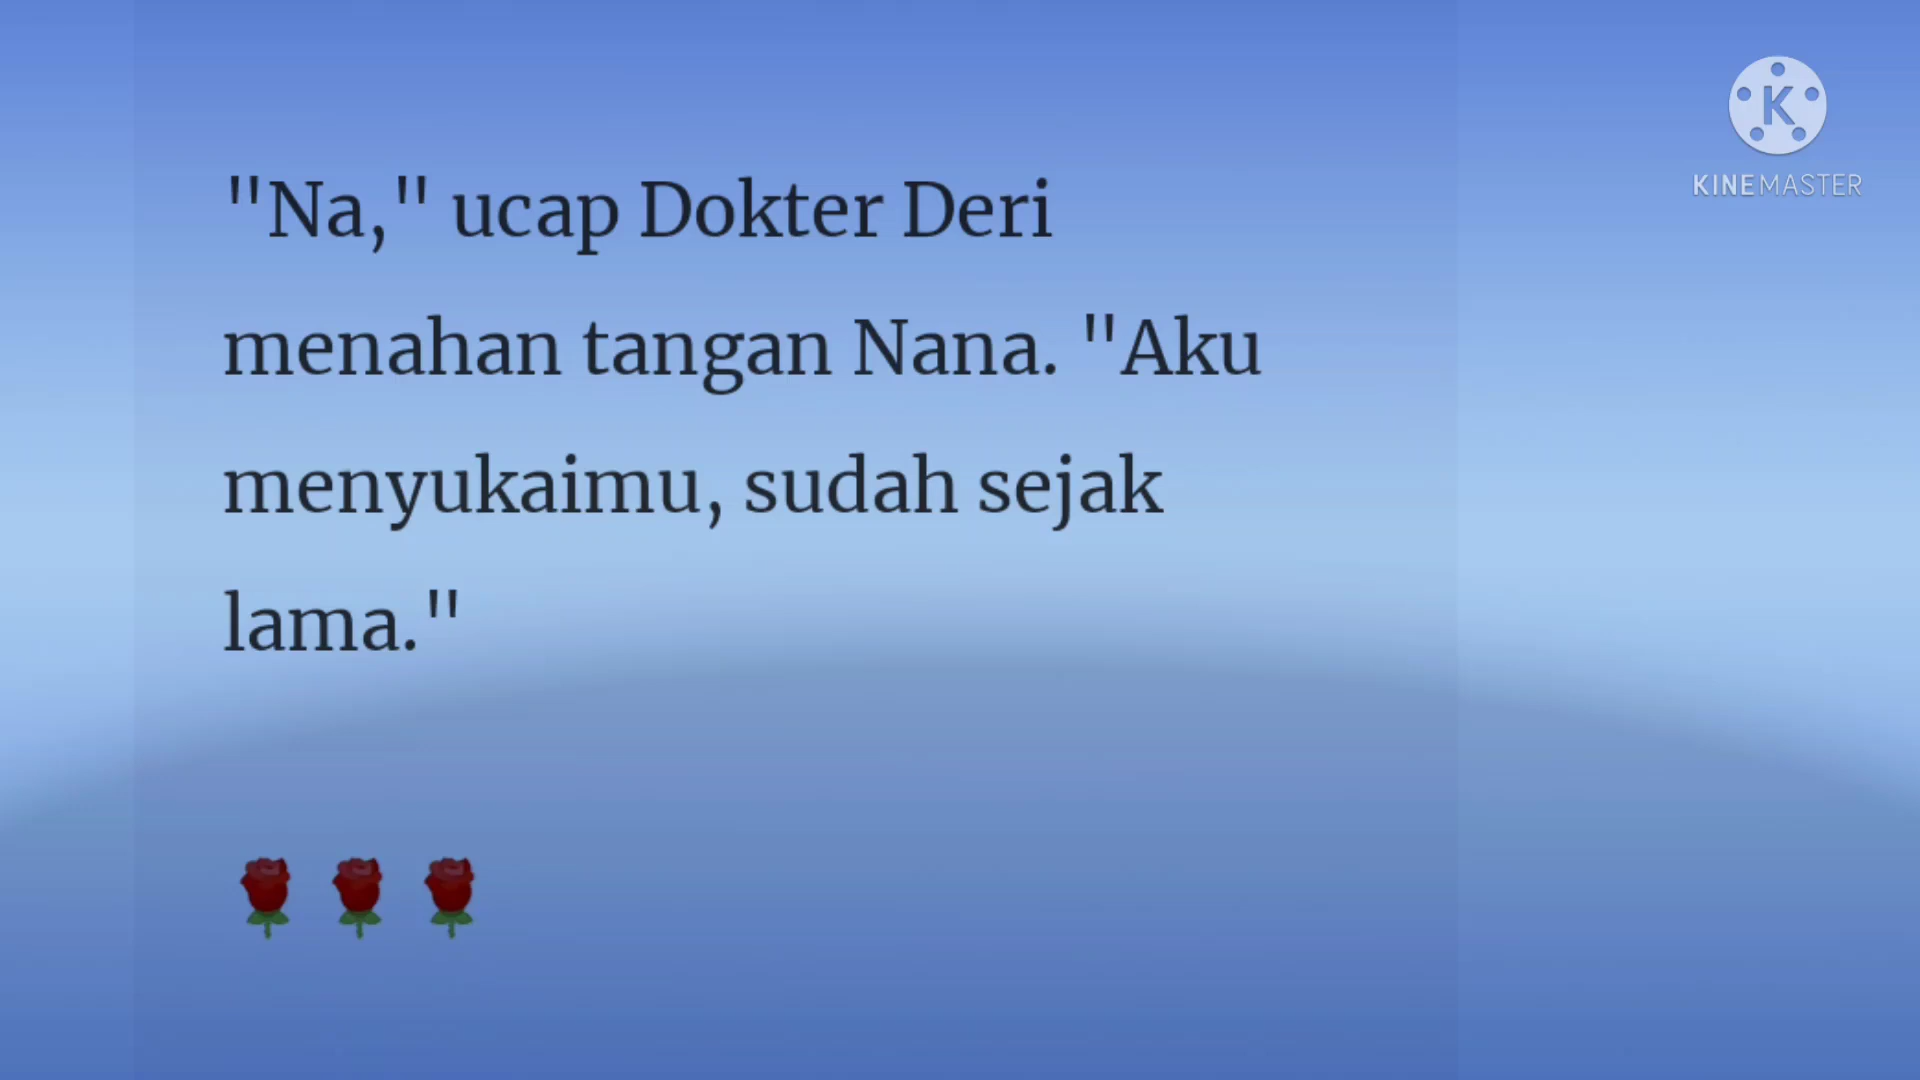 "Na," ucap Dokter Deri
menahan tangan Nana. "Aku
menyukaimu, sudah sejak
lama."
K
KINEMASTER